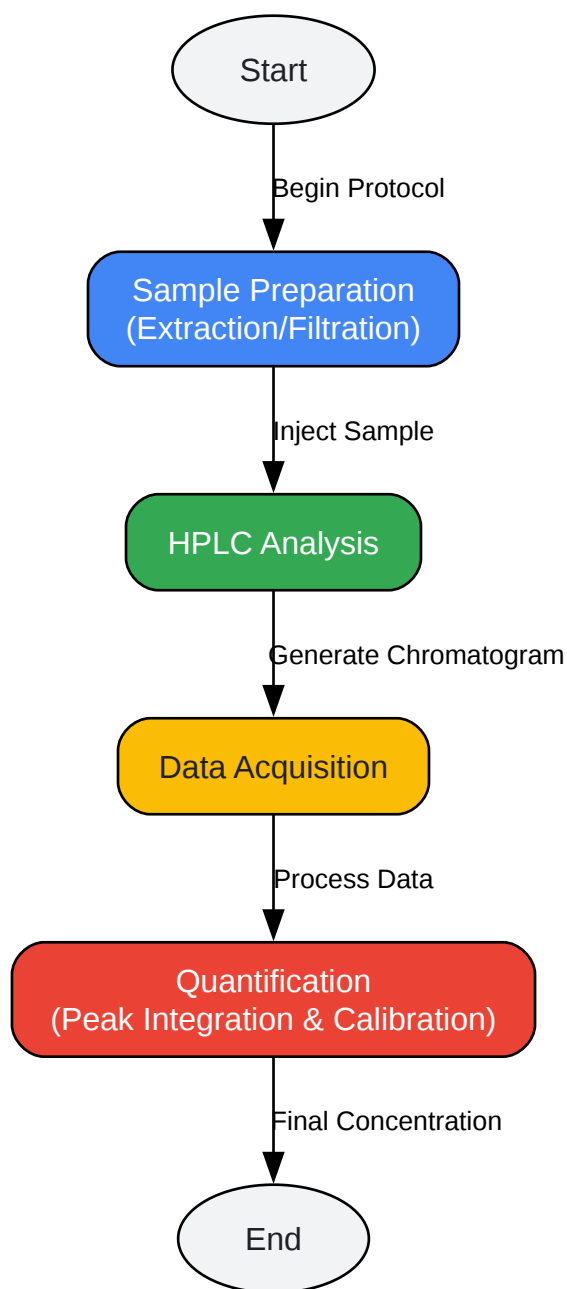 Start
Begin Protocol
Sample Preparation
(Extraction/Filtration)
Inject Sample
HPLC Analysis
Generate Chromatogram
Data Acquisition
Process Data
Quantification
(Peak Integration & Calibration)
Final Concentration
End